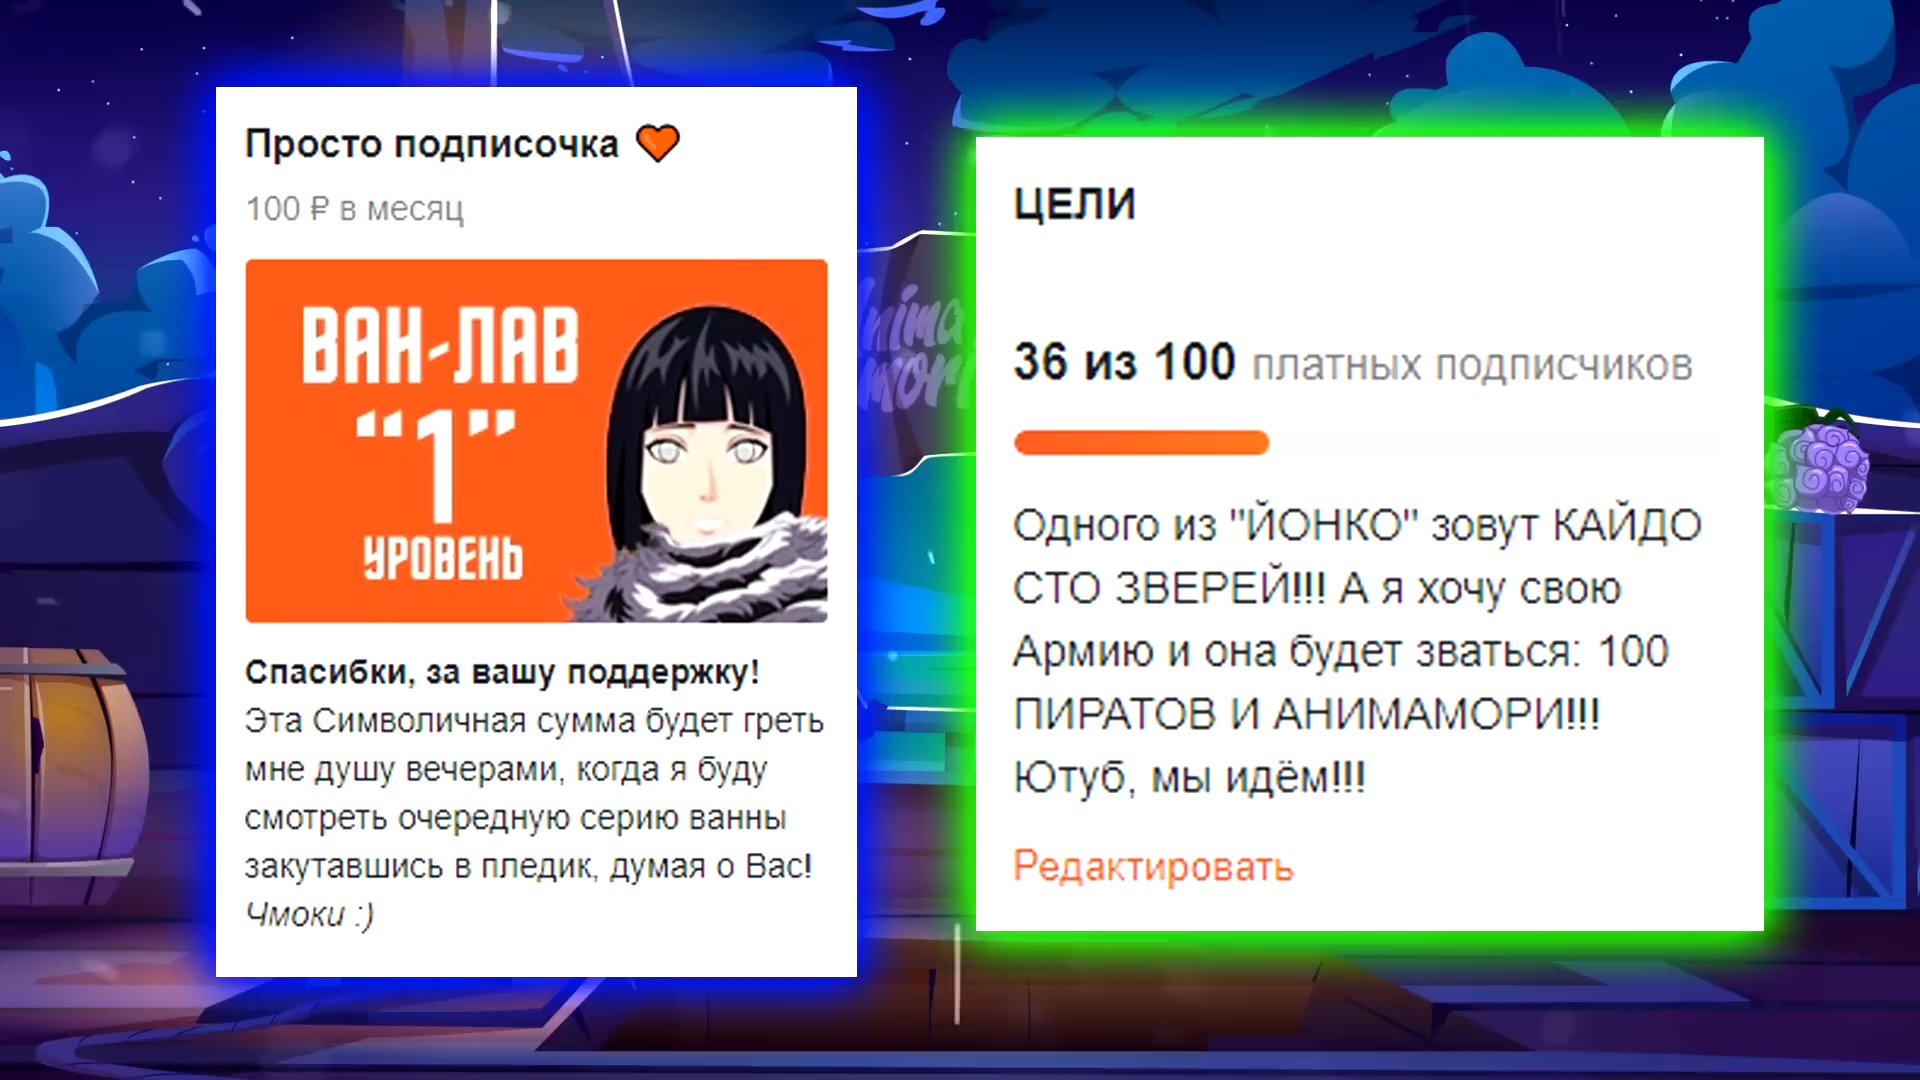 Просто подписочка
100 ₽ в месяц
ВАН-ЛАВ
“1”
УРОВЕНЬ
Спасибки, за вашу поддержку!
Эта Символичная сумма будет греть
мне душу вечерами, когда я буду
смотреть очередную серию ванны
закутавшись в пледик, думая о Вас!
Чмоки :)
nima
mori
ЦЕЛИ
36 из 100 платных подписчиков
Одного из "ЙОНКО" зовут КАЙДО
СТО ЗВЕРЕЙ!!! А я хочу свою
Армию и она будет зваться: 100
ПИРАТОВ И АНИМАМОРИ!!!
Ютуб, мы идём!!!
Редактировать